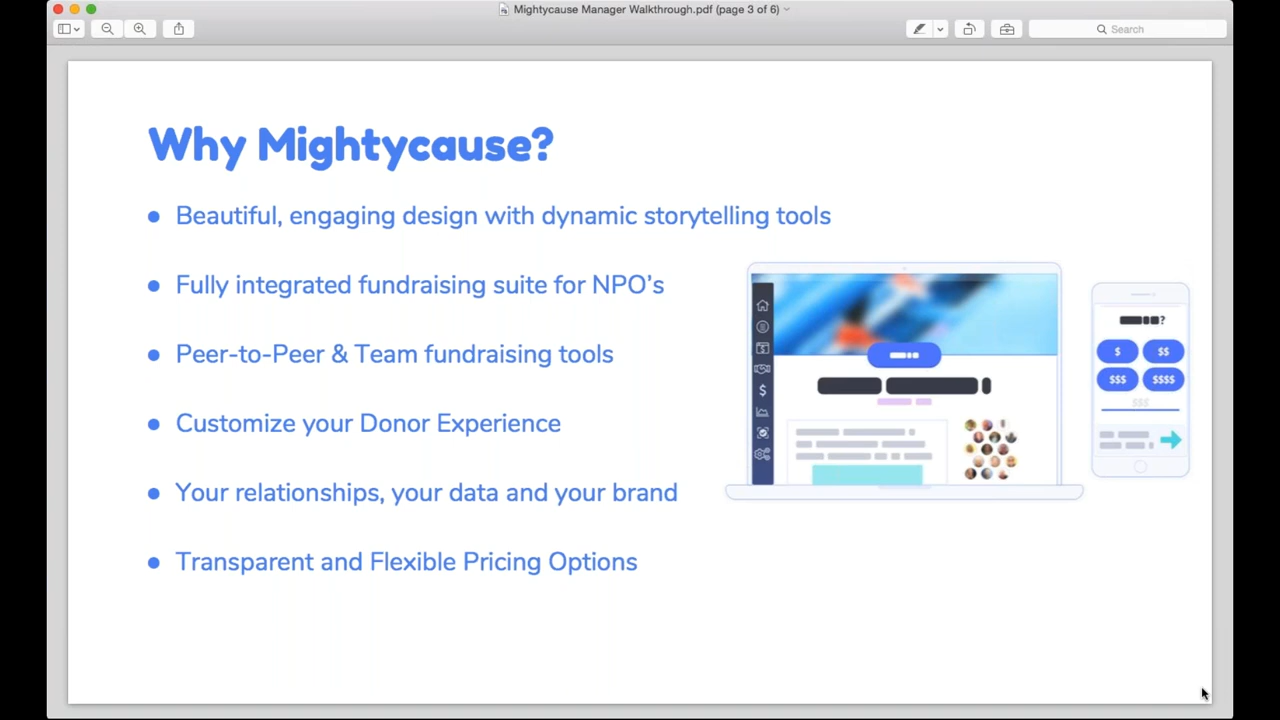 Mightycause Manager Walkthrough.pdf (page 3 of 6)
Search
Why Mightycause?
● Beautiful, engaging design with dynamic storytelling tools
● Fully integrated fundraising suite for NPO’s
● Peer-to-Peer & Team fundraising tools
● Customize your Donor Experience
● Your relationships, your data and your brand
● Transparent and Flexible Pricing Options
?
$ $$
$$$ $$$$
$$$
$